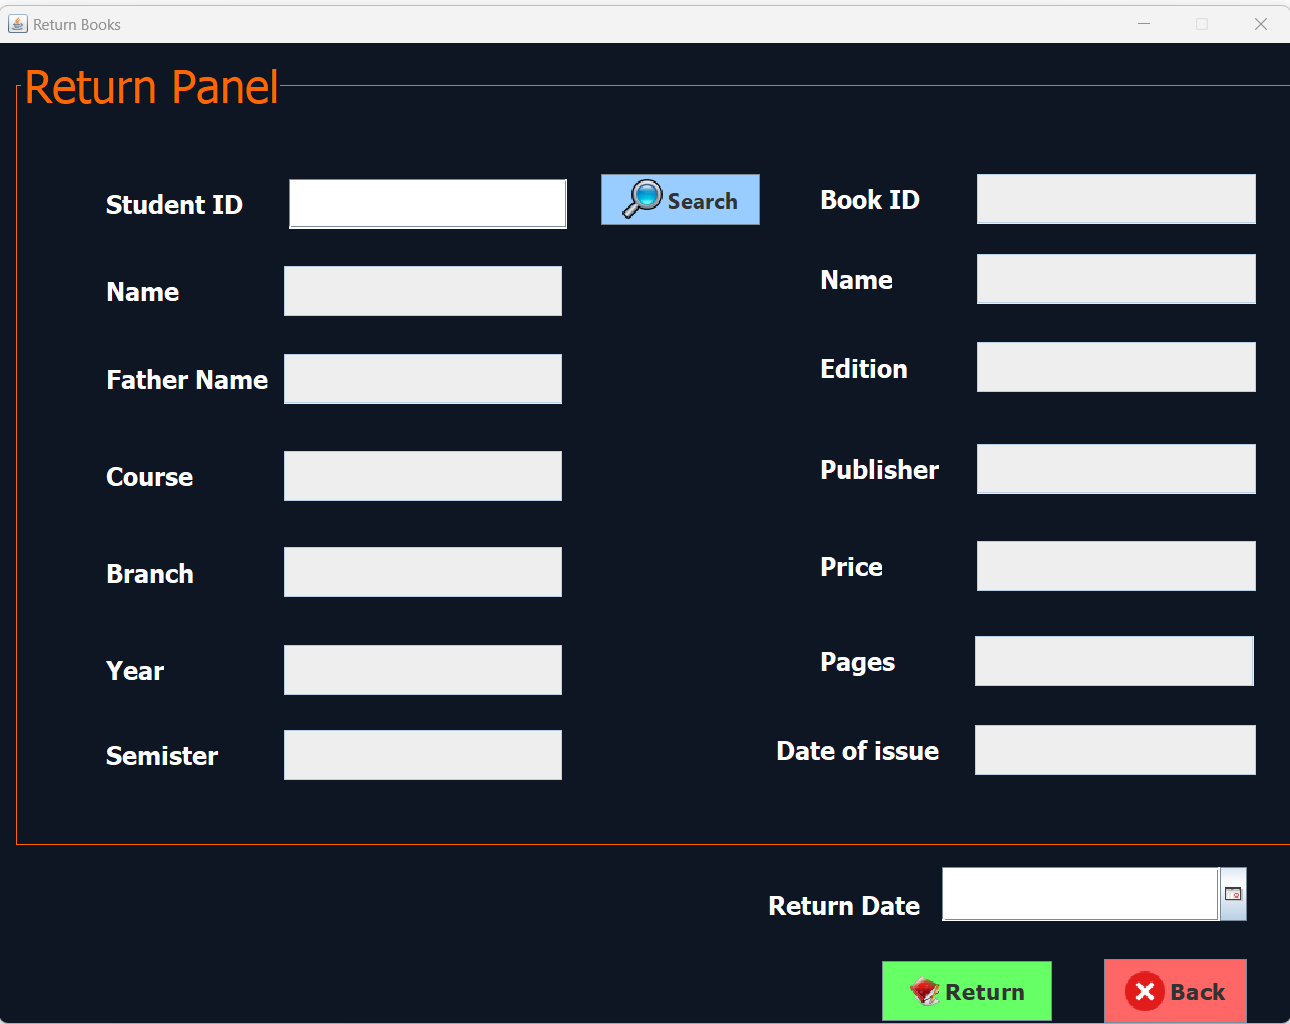 Return Books
Return Panel
Student ID
Search
Book ID
Name
Name
Father Name
Edition
Course
Publisher
Branch
Price
Year
Pages
Semister
Date of issue
Return Date
Return
Back